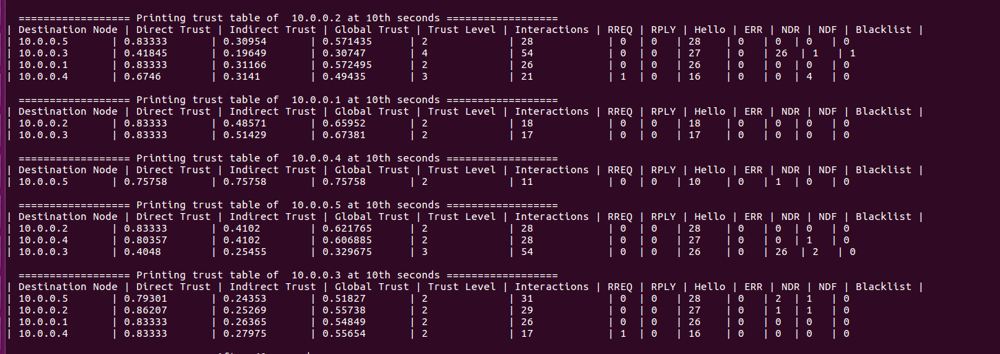 ================== Printing trust table of  10.0.0.2 at 10th seconds ==================
| Destination Node | Direct Trust | Indirect Trust | Global Trust | Trust Level | Interactions | RREQ | RPLY | Hello | ERR | NDR | NDF | Blacklist |
| 10.0.0.5 | 0.83333 | 0.30954 | 0.571435 | 2 | 28 | 0 | 0 | 28 | 0 | 0 | 0 | 0
| 10.0.0.3 | 0.41845 | 0.19649 | 0.30747 | 4 | 54 | 0 | 0 | 27 | 0 | 26 | 1 | 1
| 10.0.0.1 | 0.83333 | 0.31166 | 0.572495 | 2 | 26 | 0 | 0 | 26 | 0 | 0 | 0 | 0
| 10.0.0.4 | 0.6746 | 0.3141 | 0.49435 | 3 | 21 | 1 | 0 | 16 | 0 | 0 | 4 | 0
================== Printing trust table of  10.0.0.1 at 10th seconds ==================
| Destination Node | Direct Trust | Indirect Trust | Global Trust | Trust Level | Interactions | RREQ | RPLY | Hello | ERR | NDR | NDF | Blacklist |
| 10.0.0.2 | 0.83333 | 0.48571 | 0.65952 | 2 | 18 | 0 | 0 | 18 | 0 | 0 | 0 | 0
| 10.0.0.3 | 0.83333 | 0.51429 | 0.67381 | 2 | 17 | 0 | 0 | 17 | 0 | 0 | 0 | 0
================== Printing trust table of  10.0.0.4 at 10th seconds ==================
| Destination Node | Direct Trust | Indirect Trust | Global Trust | Trust Level | Interactions | RREQ | RPLY | Hello | ERR | NDR | NDF | Blacklist |
| 10.0.0.5 | 0.75758 | 0.75758 | 0.75758 | 2 | 11 | 0 | 0 | 10 | 0 | 1 | 0 | 0
================== Printing trust table of  10.0.0.5 at 10th seconds ==================
| Destination Node | Direct Trust | Indirect Trust | Global Trust | Trust Level | Interactions | RREQ | RPLY | Hello | ERR | NDR | NDF | Blacklist |
| 10.0.0.2 | 0.83333 | 0.4102 | 0.621765 | 2 | 28 | 0 | 0 | 28 | 0 | 0 | 0 | 0
| 10.0.0.4 | 0.80357 | 0.4102 | 0.606885 | 2 | 28 | 0 | 0 | 27 | 0 | 0 | 1 | 0
| 10.0.0.3 | 0.4048 | 0.25455 | 0.329675 | 3 | 54 | 0 | 0 | 26 | 0 | 26 | 2 | 0
================== Printing trust table of  10.0.0.3 at 10th seconds ==================
| Destination Node | Direct Trust | Indirect Trust | Global Trust | Trust Level | Interactions | RREQ | RPLY | Hello | ERR | NDR | NDF | Blacklist |
| 10.0.0.5 | 0.79301 | 0.24353 | 0.51827 | 2 | 31 | 0 | 0 | 28 | 0 | 2 | 1 | 0
| 10.0.0.2 | 0.86207 | 0.25269 | 0.55738 | 2 | 29 | 0 | 0 | 27 | 0 | 1 | 1 | 0
| 10.0.0.1 | 0.83333 | 0.26365 | 0.54849 | 2 | 26 | 0 | 0 | 26 | 0 | 0 | 0 | 0
| 10.0.0.4 | 0.83333 | 0.27975 | 0.55654 | 2 | 17 | 1 | 0 | 16 | 0 | 0 | 0 | 0